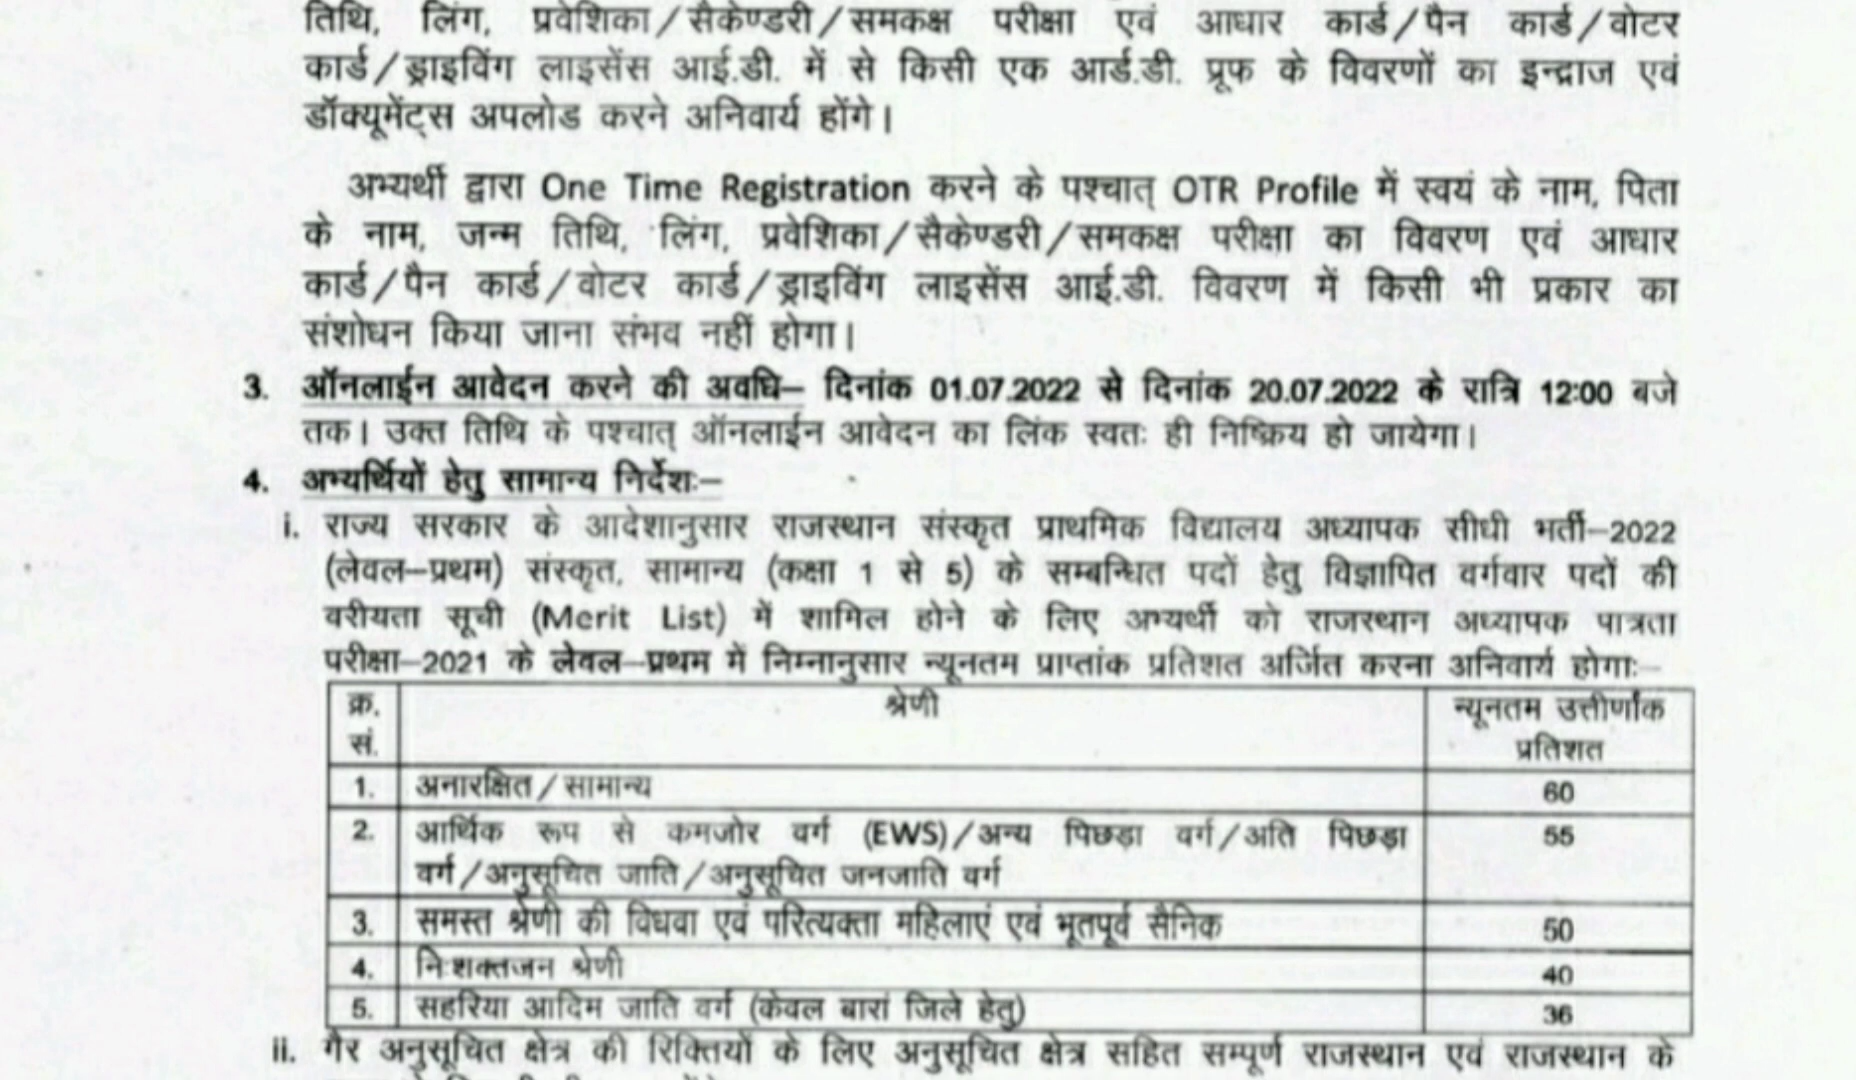 तिथि, लिंग, प्रवेशिका/सैकेण्डरी/समकक्ष परीक्षा एवं आधार कार्ड/पैन कार्ड/वोटर
कार्ड/ड्राइविंग लाइसेंस आई.डी. में से किसी एक आर्ड.डी. प्रूफ के विवरणों का इन्द्राज एवं
डॉक्यूमेंट्स अपलोड करने अनिवार्य होंगे।
अभ्यर्थी द्वारा One Time Registration करने के पश्चात् OTR Profile में स्वयं के नाम, पिता
के नाम, जन्म तिथि, लिंग, प्रवेशिका/सैकेण्डरी/समकक्ष परीक्षा का विवरण एवं आधार
कार्ड/पैन कार्ड/वोटर कार्ड/ड्राइविंग लाइसेंस आई.डी. विवरण में किसी भी प्रकार का
संशोधन किया जाना संभव नहीं होगा।
3. ऑनलाईन आवेदन करने की अवधि– दिनांक 01.07.2022 से दिनांक 20.07.2022 के रात्रि 12:00 बजे
तक। उक्त तिथि के पश्चात् ऑनलाईन आवेदन का लिंक स्वतः ही निष्क्रिय हो जायेगा।
4. अभ्यर्थियों हेतु सामान्य निर्देशः–
i. राज्य सरकार के आदेशानुसार राजस्थान संस्कृत प्राथमिक विद्यालय अध्यापक सीधी भर्ती–2022
(लेवल–प्रथम) संस्कृत, सामान्य (कक्षा 1 से 5) के सम्बन्धित पदों हेतु विज्ञापित वर्गवार पदों की
वरीयता सूची (Merit List) में शामिल होने के लिए अभ्यर्थी को राजस्थान अध्यापक पात्रता
परीक्षा–2021 के लेवल–प्रथम में निम्नानुसार न्यूनतम प्राप्तांक प्रतिशत अर्जित करना अनिवार्य होगाः–
क्र. श्रेणी न्यूनतम उत्तीर्णांक
सं. प्रतिशत
1. अनारक्षित/सामान्य 60
2. आर्थिक रूप से कमजोर वर्ग (EWS)/अन्य पिछड़ा वर्ग/अति पिछड़ा 55
वर्ग/अनुसूचित जाति/अनुसूचित जनजाति वर्ग
3. समस्त श्रेणी की विधवा एवं परित्यक्ता महिलाएं एवं भूतपूर्व सैनिक 50
4. निःशक्तजन श्रेणी 40
5. सहरिया आदिम जाति वर्ग (केवल बारां जिले हेतु) 36
ii. गैर अनुसूचित क्षेत्र की रिक्तियों के लिए अनुसूचित क्षेत्र सहित सम्पूर्ण राजस्थान एवं राजस्थान के